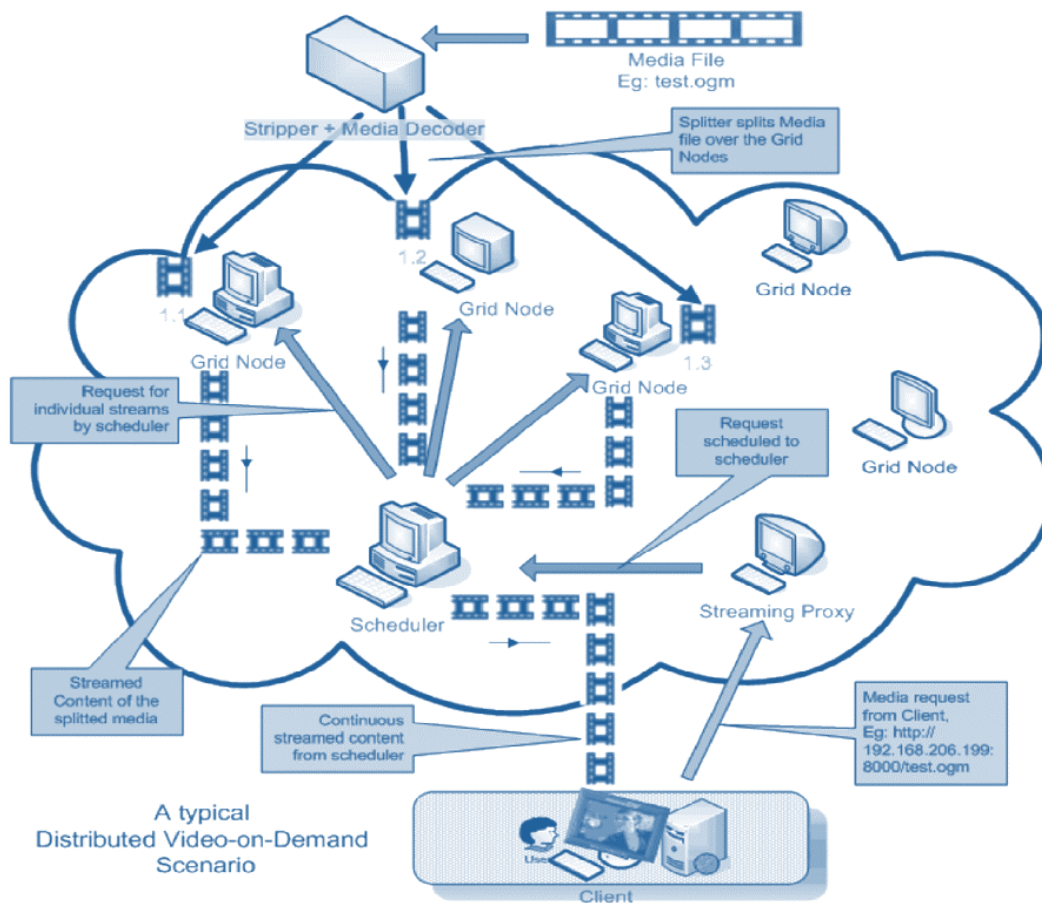 Media File
Eg: test.ogm
Stripper + Media Decoder
Splitter splits Media
file over the Grid
Nodes
1.1
Grid Node
1.2
Grid Node
Grid Node
1.3
Grid Node
Grid Node
Request for
individual streams
by scheduler
Request
scheduled to
scheduler
Scheduler
Streaming Proxy
Streamed
Content of the
splitted media
Continuous
streamed content
from scheduler
Media request
from Client,
Eg: http://
192.168.206.199:
8000/test.ogm
A typical
Distributed Video-on-Demand
Scenario
User
Client